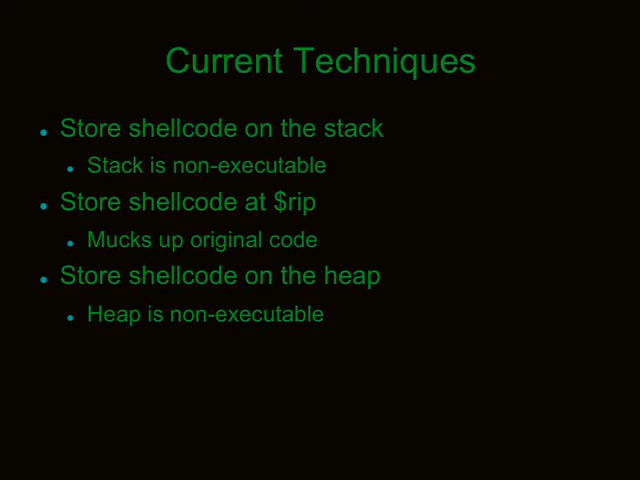 Current Techniques
Store shellcode on the stack
Stack is non-executable
Store shellcode at $rip
Mucks up original code
Store shellcode on the heap
Heap is non-executable